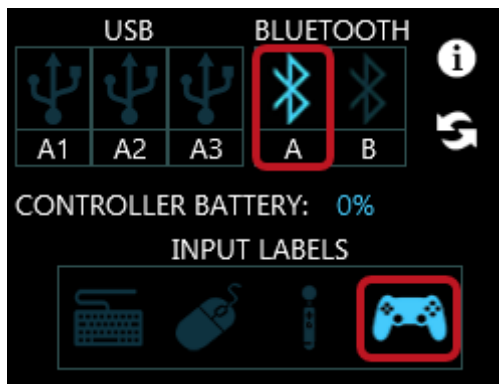 USB BLUETOOTH
A1 A2 A3 A B
CONTROLLER BATTERY: 0%
INPUT LABELS